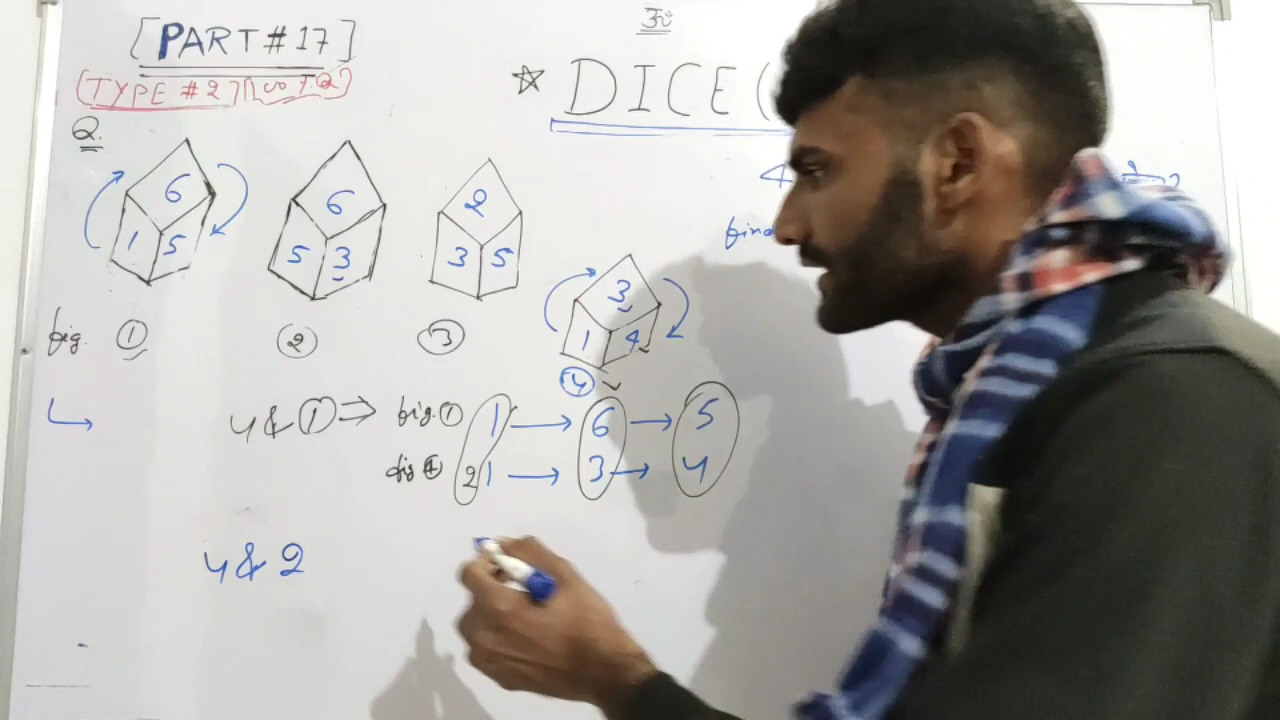 ॐ
[PART #17]
(TYPE #27)
☆ DICE (
Q.
6
1 5
6
5 3
2
3 5
3
1 4
4
find
fig. ① ② ③ ④
4 & ① ⇒ fig. ① 1 → 6 → 5
fig ④ 2 1 → 3 → 4
4 & 2